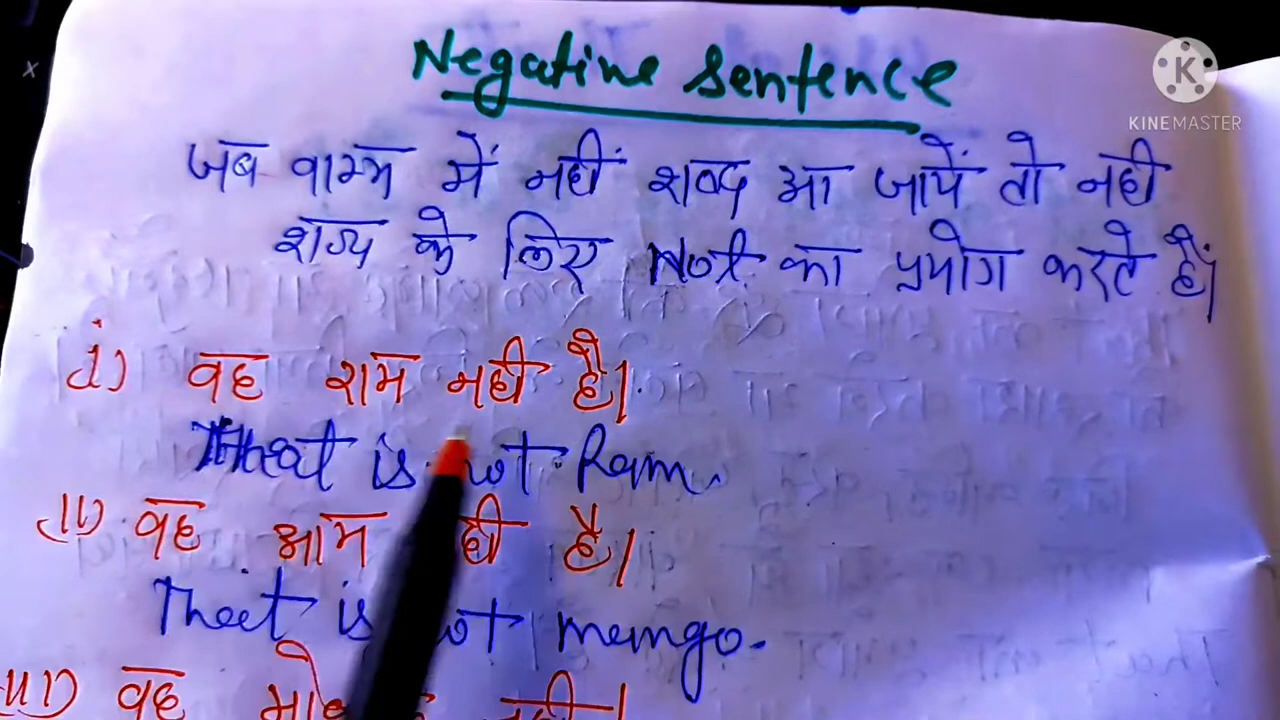 Negative Sentence
KINEMASTER
जब वाक्य में नहीं शब्द आ जायें तो नही
शब्द के लिए Not का प्रयोग करते हैं।
i) वह राम नही है।
That is not Ram.
ii) वह आम नही है।
That is not mango.
iii) वह नही